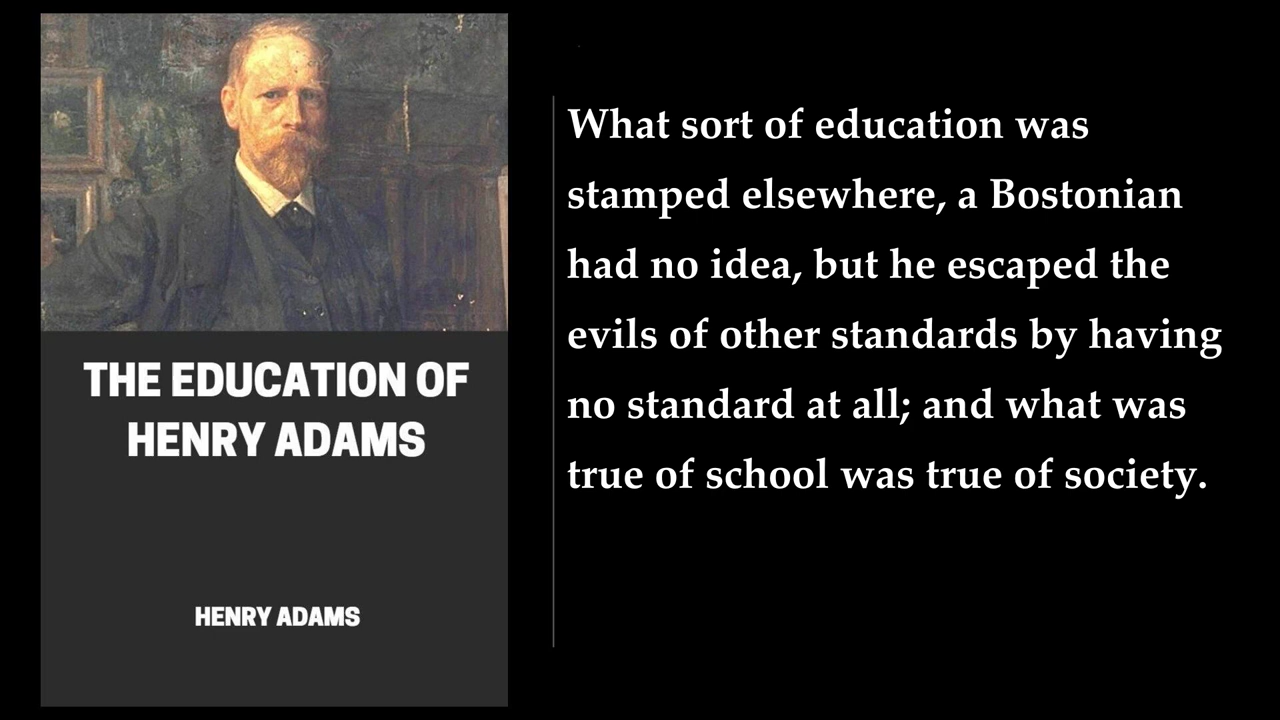 THE EDUCATION OF
HENRY ADAMS
HENRY ADAMS
What sort of education was
stamped elsewhere, a Bostonian
had no idea, but he escaped the
evils of other standards by having
no standard at all; and what was
true of school was true of society.